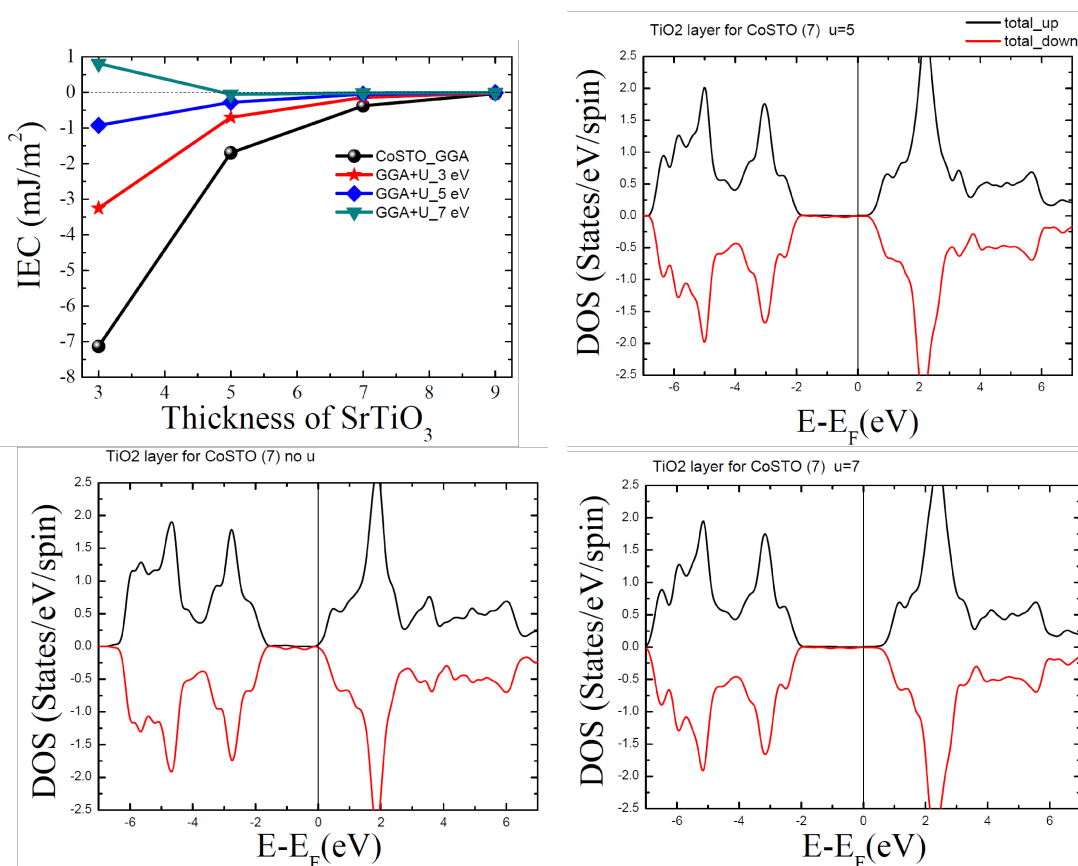 1
0
-1
-2
-3
-4
-5
-6
-7
-8
IEC (mJ/m²)
CoSTO_GGA
GGA+U_3 eV
GGA+U_5 eV
GGA+U_7 eV
3 4 5 6 7 8 9
Thickness of SrTiO₃
TiO2 layer for CoSTO (7) u=5
total_up
total_down
2.5
2.0
1.5
1.0
0.5
0.0
-0.5
-1.0
-1.5
-2.0
-2.5
DOS (States/eV/spin)
-6 -4 -2 0 2 4 6
E-E_F(eV)
TiO2 layer for CoSTO (7) no u
2.5
2.0
1.5
1.0
0.5
0.0
-0.5
-1.0
-1.5
-2.0
-2.5
DOS (States/eV/spin)
-6 -4 -2 0 2 4 6
E-E_F(eV)
TiO2 layer for CoSTO (7) u=7
2.5
2.0
1.5
1.0
0.5
0.0
-0.5
-1.0
-1.5
-2.0
-2.5
DOS (States/eV/spin)
-6 -4 -2 0 2 4 6
E-E_F(eV)